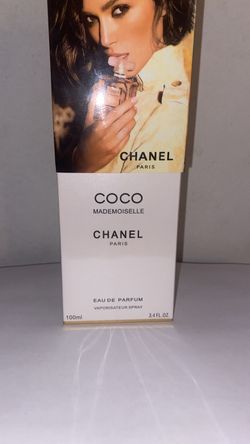 CHANEL
PARIS
COCO
MADEMOISELLE
CHANEL
PARIS
EAU DE PARFUM
VAPORISATEUR SPRAY
100ml 3.4 FL. OZ.